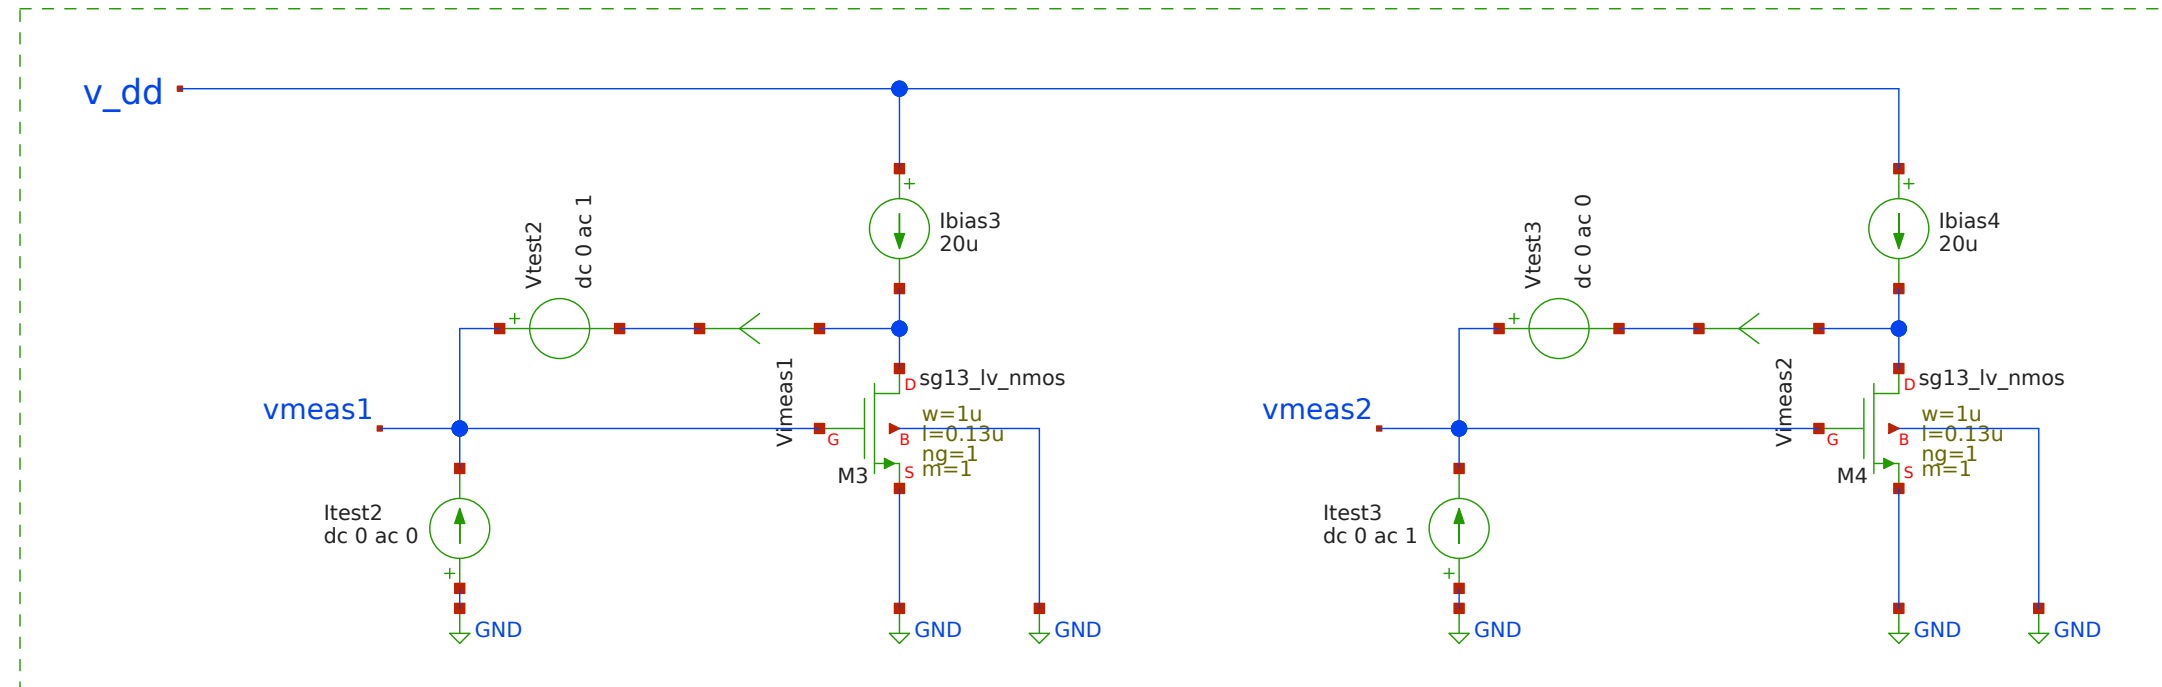 v_dd
Ibias3
20u
Vtest2
dc 0 ac 1
Vimeas1
vmeas1
sg13_lv_nmos
D
w=1u
l=0.13u
ng=1
m=1
G
B
S
M3
Itest2
dc 0 ac 0
GND
GND
GND
Ibias4
20u
Vtest3
dc 0 ac 0
Vimeas2
vmeas2
sg13_lv_nmos
D
w=1u
l=0.13u
ng=1
m=1
G
B
S
M4
Itest3
dc 0 ac 1
GND
GND
GND